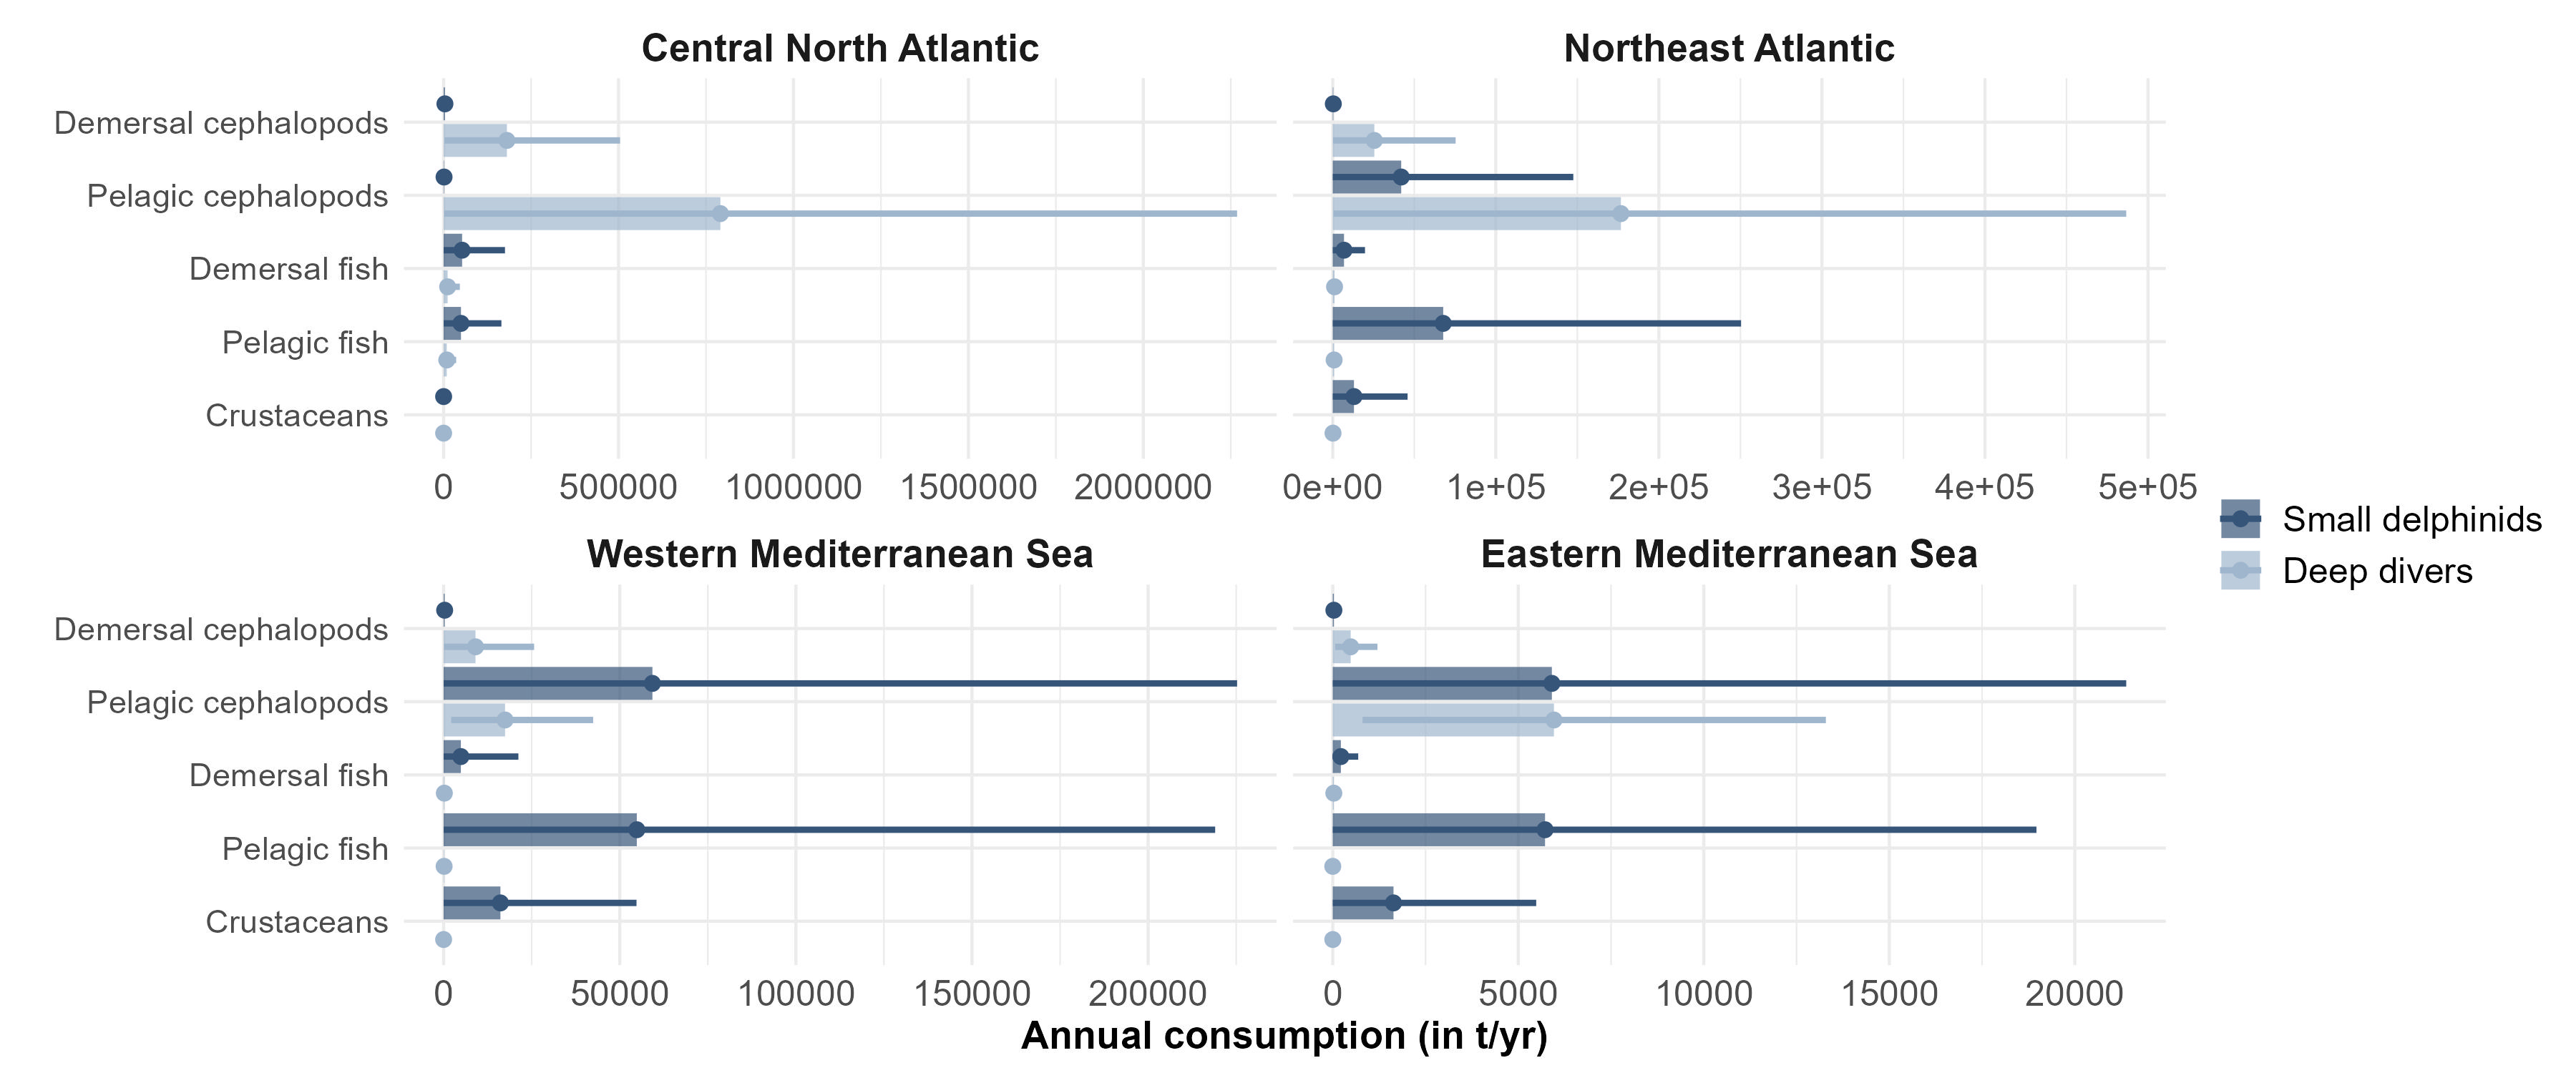 Central North Atlantic
Northeast Atlantic
Demersal cephalopods
Pelagic cephalopods
Demersal fish
Pelagic fish
Crustaceans
0 500000 1000000 1500000 2000000
0e+00 1e+05 2e+05 3e+05 4e+05 5e+05
Small delphinids
Deep divers
Western Mediterranean Sea
Eastern Mediterranean Sea
Demersal cephalopods
Pelagic cephalopods
Demersal fish
Pelagic fish
Crustaceans
0 50000 100000 150000 200000
0 5000 10000 15000 20000
Annual consumption (in t/yr)